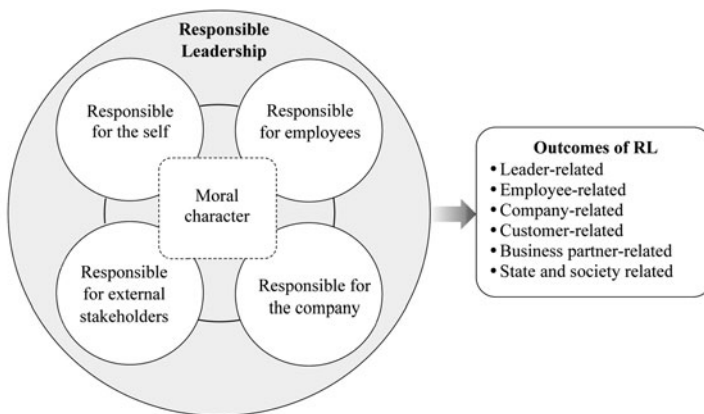 Responsible
Leadership
Responsible
for the self
Responsible
for employees
Moral
character
Responsible
for external
stakeholders
Responsible for
the company
Outcomes of RL
• Leader-related
• Employee-related
• Company-related
• Customer-related
• Business partner-related
• State and society related